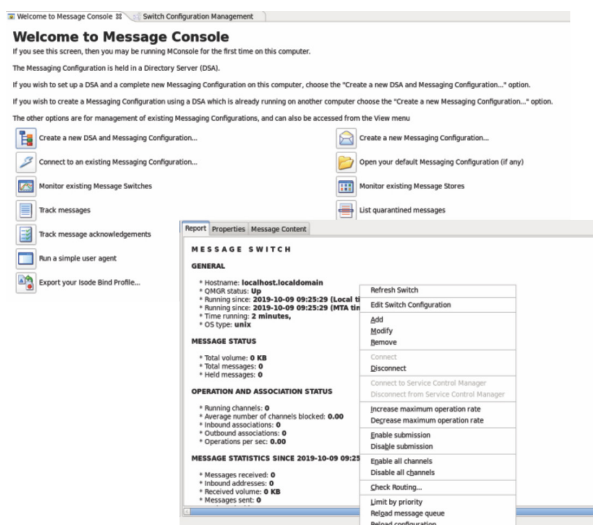 Welcome to Message Console
Switch Configuration Management
Welcome to Message Console
If you see this screen, then you may be running MConsole for the first time on this computer.
The Messaging Configuration is held in a Directory Server (DSA).
If you wish to set up a DSA and a complete new Messaging Configuration on this computer, choose the "Create a new DSA and Messaging Configuration..." option.
If you wish to create a Messaging Configuration using a DSA which is already running on another computer choose the "Create a new Messaging Configuration..." option.
The other options are for management of existing Messaging Configurations, and can also be accessed from the View menu
Create a new DSA and Messaging Configuration...
Create a new Messaging Configuration...
Connect to an existing Messaging Configuration...
Open your default Messaging Configuration (if any)
Monitor existing Message Switches
Monitor existing Message Stores
Track messages
List quarantined messages
Track message acknowledgements
Run a simple user agent
Export your Isode Bind Profile...
Report Properties Message Content
MESSAGE SWITCH
GENERAL
* Hostname: localhost.localdomain
* QMGR status: Up
* Running since: 2019-10-09 09:25:29 (Local ti
* Running since: 2019-10-09 09:25:29 (MTA tim
* Time running: 2 minutes,
* OS type: unix
MESSAGE STATUS
* Total volume: 0 KB
* Total messages: 0
* Held messages: 0
OPERATION AND ASSOCIATION STATUS
* Running channels: 0
* Average number of channels blocked: 0.00
* Inbound associations: 0
* Outbound associations: 0
* Operations per sec: 0.00
MESSAGE STATISTICS SINCE 2019-10-09 09:25
* Messages received: 0
* Inbound addresses: 0
* Received volume: 0 KB
* Messages sent: 0
Refresh Switch
Edit Switch Configuration
Add
Modify
Remove
Connect
Disconnect
Connect to Service Control Manager
Disconnect from Service Control Manager
Increase maximum operation rate
Decrease maximum operation rate
Enable submission
Disable submission
Enable all channels
Disable all channels
Check Routing...
Limit by priority
Reload message queue
Reload configuration